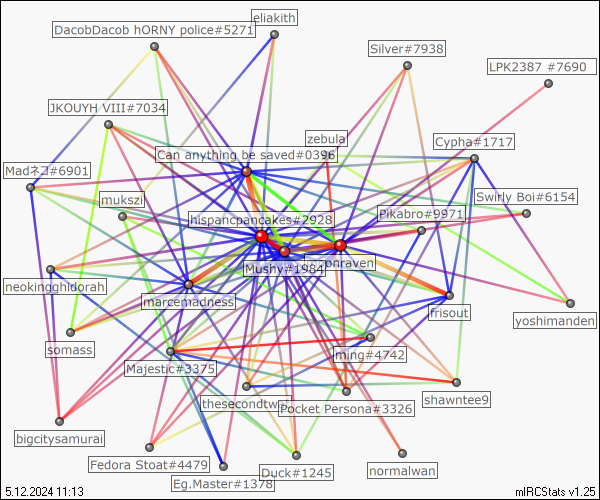 eliakith
DacobDacob hORNY police#5271
Silver#7938
LPK2387 #7690
JKOUYH VIII#7034
zebula
Cypha#1717
Can anything be saved#0396
Madネコ#6901
mukszi
Swirly Boi#6154
hispancpancakes#2928
Pikabro#9971
Mushy#1984
onraven
neokingghidorah
marcemadness
frisout
yoshimanden
somass
ming#4742
Majestic#3375
thesecondtw
Pocket Persona#3326
shawntee9
bigcitysamurai
Fedora Stoat#4479
Duck#1245
normalwan
Eg.Master#1378
5.12.2024 11:13
mIRCStats v1.25